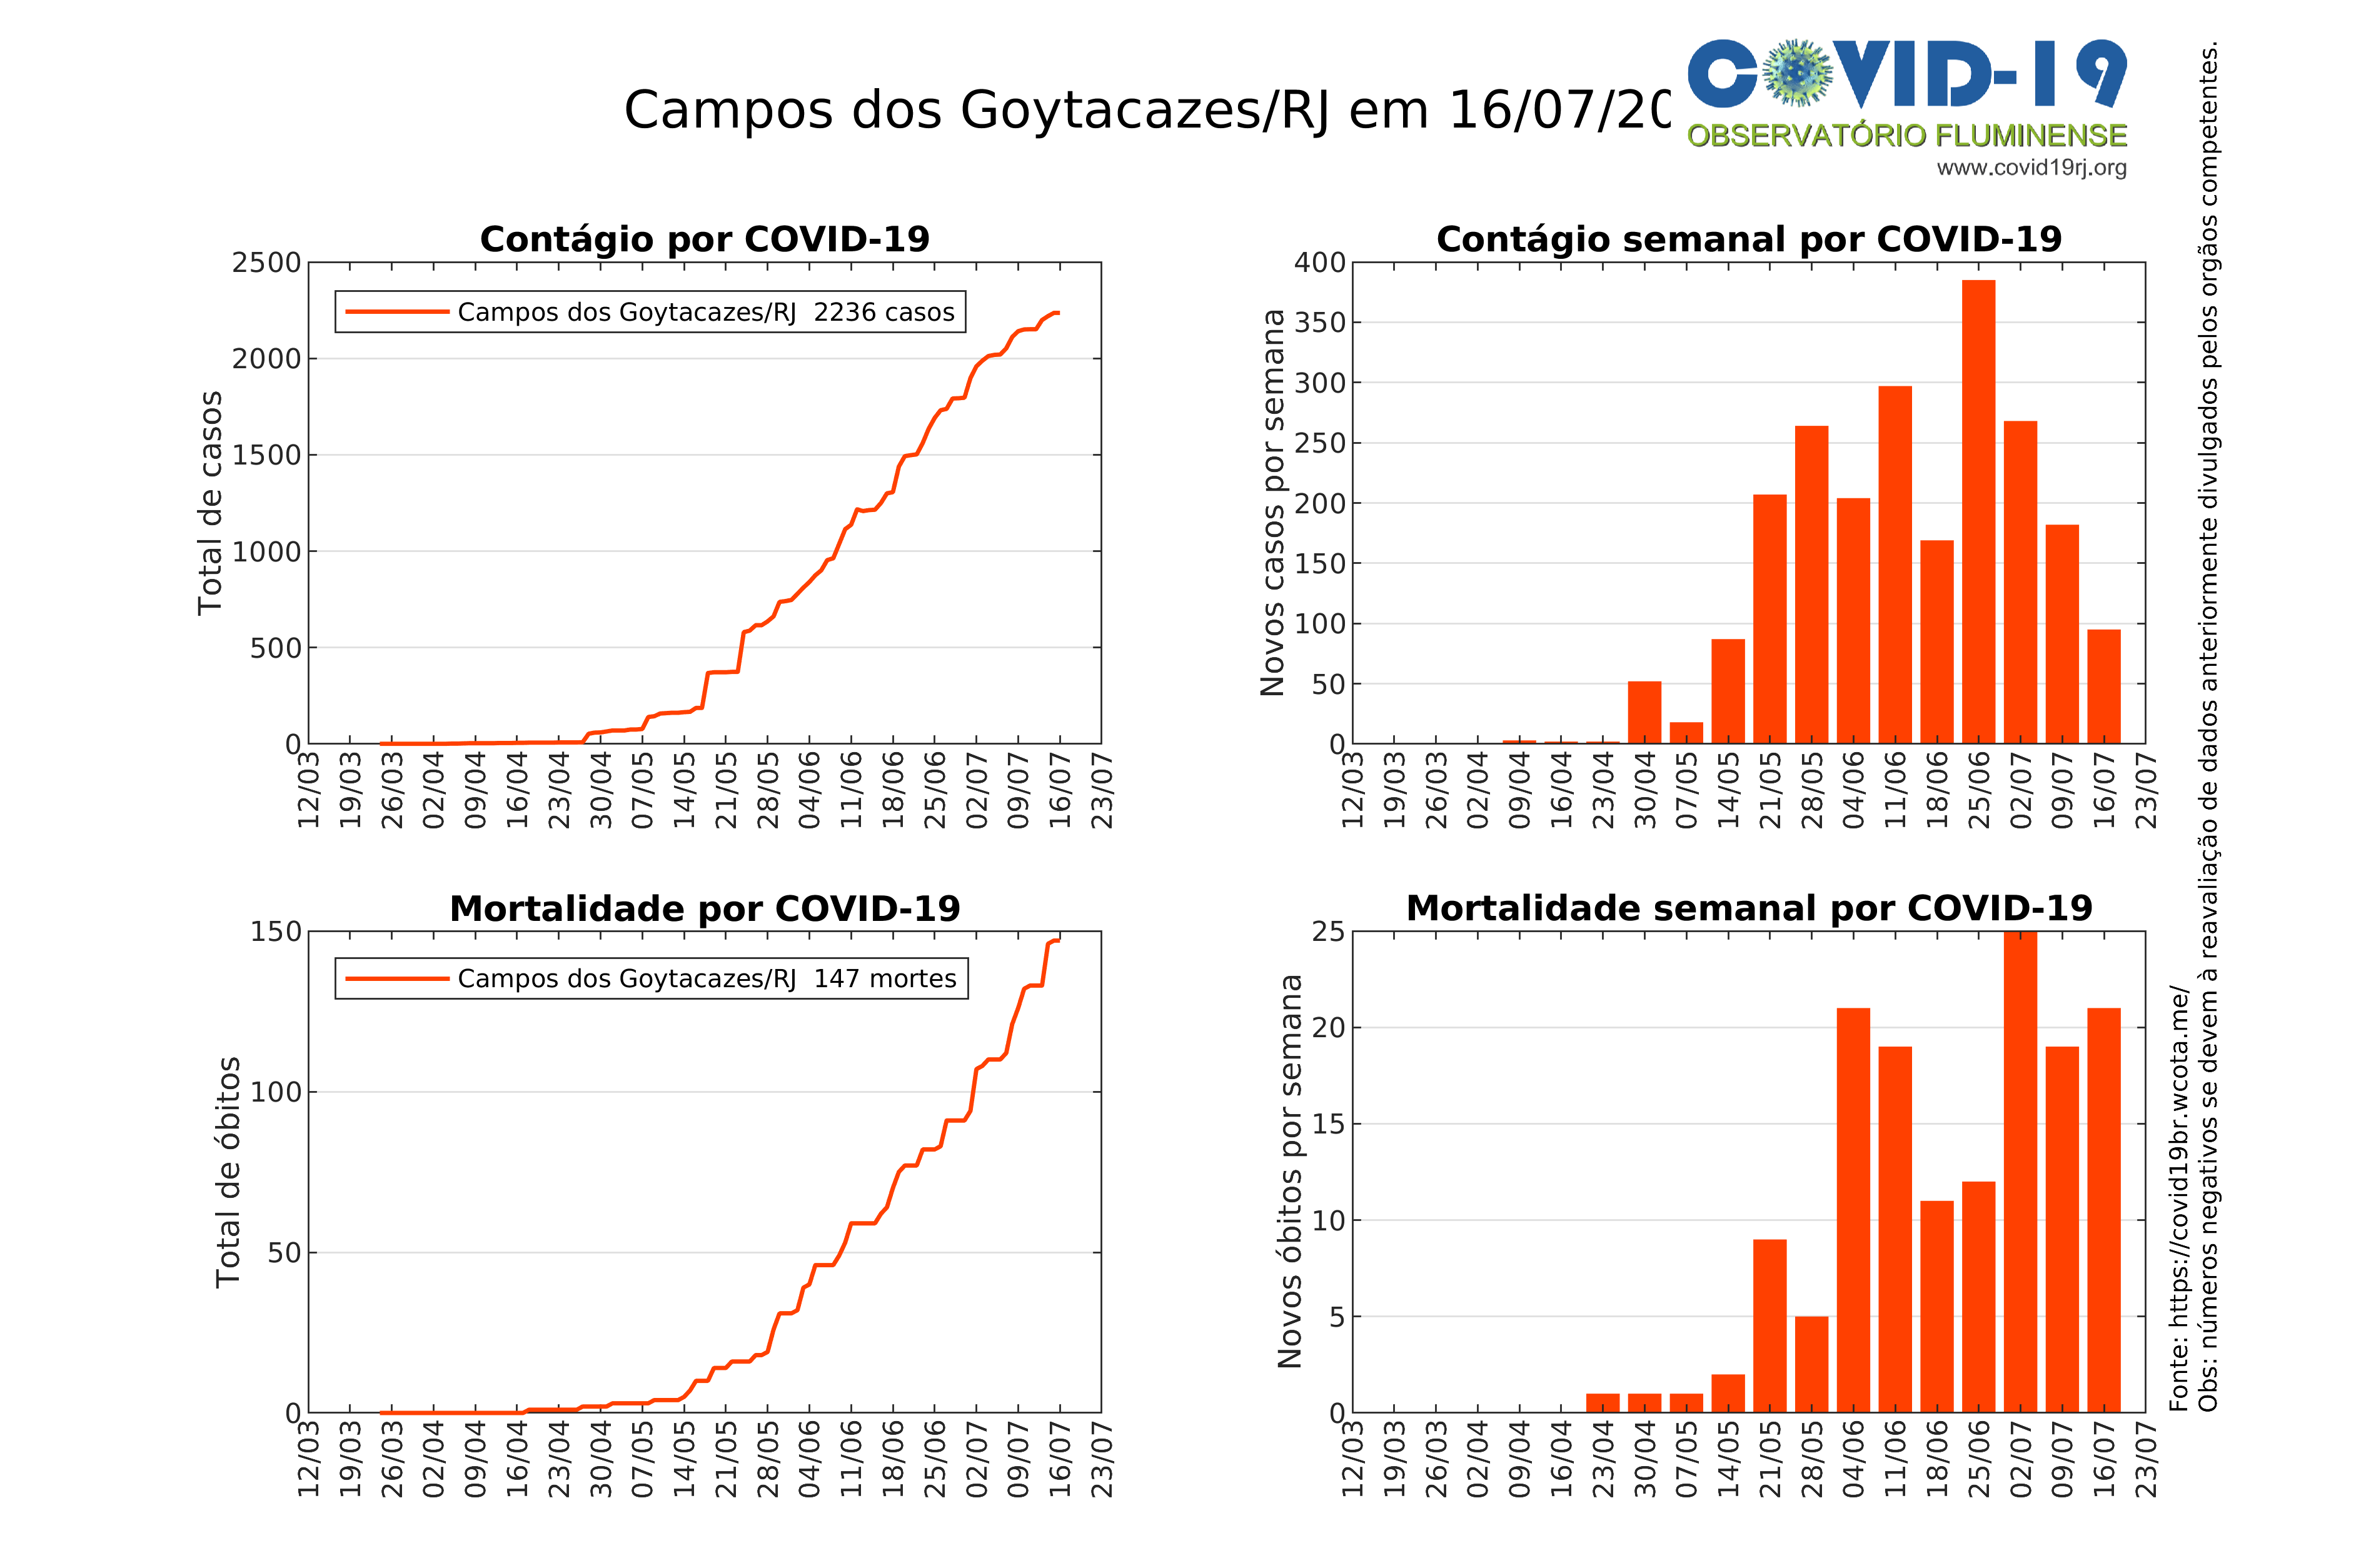 Campos dos Goytacazes/RJ em 16/07/20
COVID-19
OBSERVATÓRIO FLUMINENSE
www.covid19rj.org
Contágio por COVID-19
Total de casos
2500
2000
1500
1000
500
0
Campos dos Goytacazes/RJ 2236 casos
12/03 19/03 26/03 02/04 09/04 16/04 23/04 30/04 07/05 14/05 21/05 28/05 04/06 11/06 18/06 25/06 02/07 09/07 16/07 23/07
Contágio semanal por COVID-19
Novos casos por semana
400
350
300
250
200
150
100
50
0
12/03 19/03 26/03 02/04 09/04 16/04 23/04 30/04 07/05 14/05 21/05 28/05 04/06 11/06 18/06 25/06 02/07 09/07 16/07 23/07
Mortalidade por COVID-19
Total de óbitos
150
100
50
0
Campos dos Goytacazes/RJ 147 mortes
12/03 19/03 26/03 02/04 09/04 16/04 23/04 30/04 07/05 14/05 21/05 28/05 04/06 11/06 18/06 25/06 02/07 09/07 16/07 23/07
Mortalidade semanal por COVID-19
Novos óbitos por semana
25
20
15
10
5
0
12/03 19/03 26/03 02/04 09/04 16/04 23/04 30/04 07/05 14/05 21/05 28/05 04/06 11/06 18/06 25/06 02/07 09/07 16/07 23/07
Fonte: https://covid19br.wcota.me/
Obs: números negativos se devem à reavaliação de dados anteriormente divulgados pelos orgãos competentes.